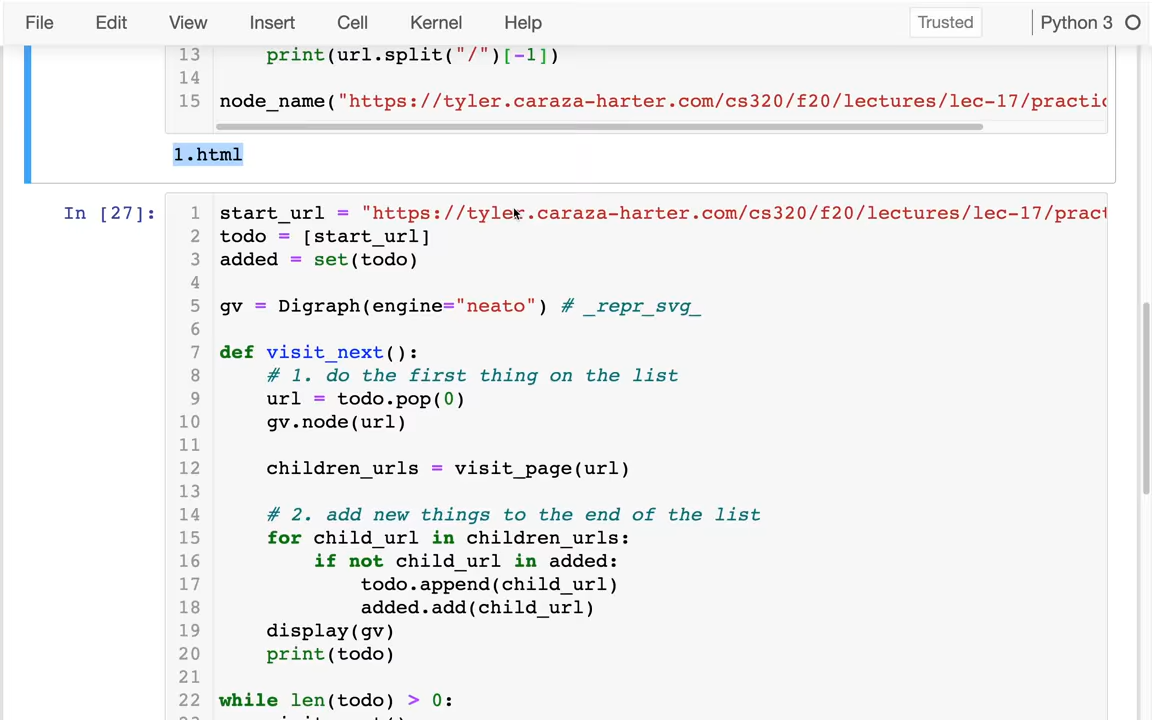 File Edit View Insert Cell Kernel Help Trusted Python 3
13 print(url.split("/")[-1])
14
15 node_name("https://tyler.caraza-harter.com/cs320/f20/lectures/lec-17/practic
1.html
In [27]: 1 start_url = "https://tyler.caraza-harter.com/cs320/f20/lectures/lec-17/pract
2 todo = [start_url]
3 added = set(todo)
4
5 gv = Digraph(engine="neato") # _repr_svg_
6
7 def visit_next():
8 # 1. do the first thing on the list
9 url = todo.pop(0)
10 gv.node(url)
11
12 children_urls = visit_page(url)
13
14 # 2. add new things to the end of the list
15 for child_url in children_urls:
16 if not child_url in added:
17 todo.append(child_url)
18 added.add(child_url)
19 display(gv)
20 print(todo)
21
22 while len(todo) > 0: